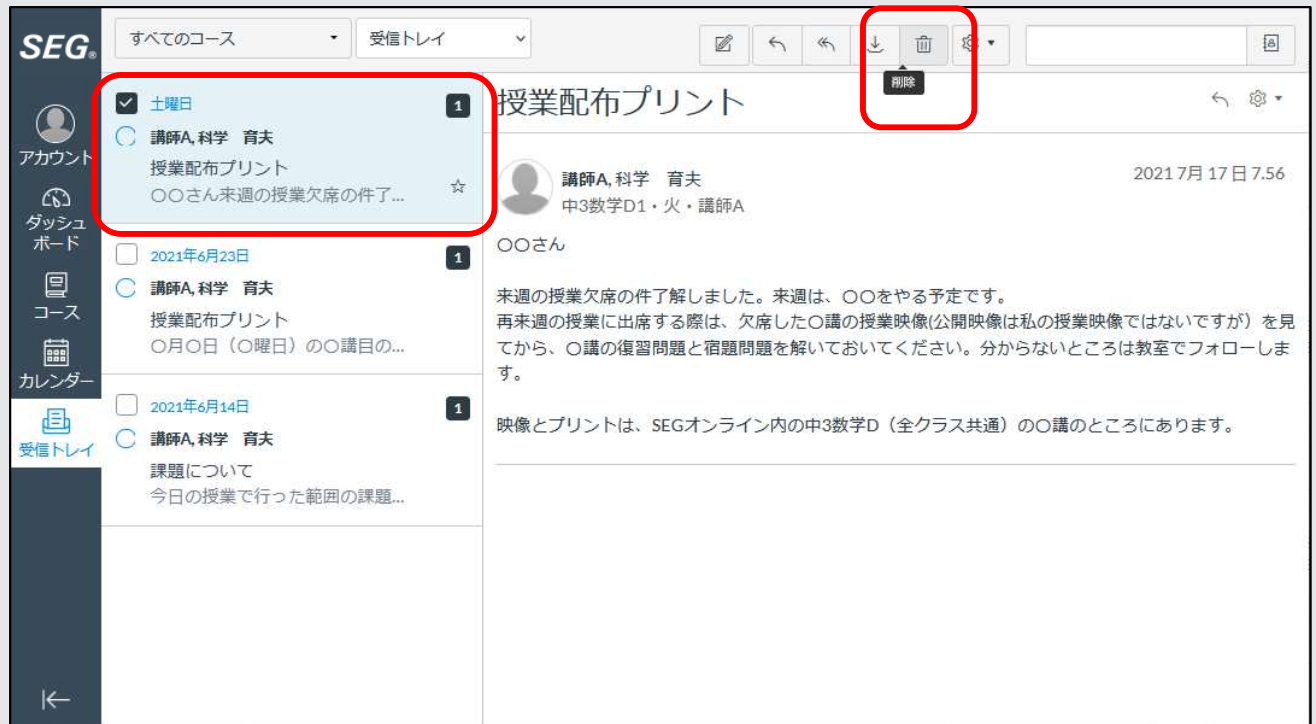 SEG®
すべてのコース
受信トレイ
削除
アカウント
ダッシュ
ボード
コース
カレンダー
受信トレイ
土曜日
1
講師A, 科学 育夫
授業配布プリント
〇〇さん来週の授業欠席の件了...
2021年6月23日
1
講師A, 科学 育夫
授業配布プリント
〇月〇日（〇曜日）の〇講目の...
2021年6月14日
1
講師A, 科学 育夫
課題について
今日の授業で行った範囲の課題...
授業配布プリント
講師A, 科学 育夫
2021 7月 17 日 7.56
中3数学D1・火・講師A
〇〇さん
来週の授業欠席の件了解しました。来週は、〇〇をやる予定です。
再来週の授業に出席する際は、欠席した〇講の授業映像(公開映像は私の授業映像ではないですが）を見
てから、〇講の復習問題と宿題問題を解いておいてください。分からないところは教室でフォローしま
す。
映像とプリントは、SEGオンライン内の中3数学D（全クラス共通）の〇講のところにあります。